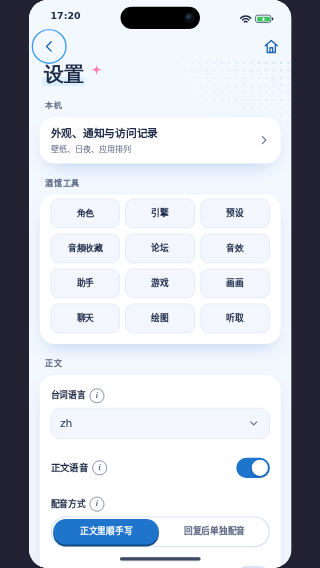 17:20
设置
本机
外观、通知与访问记录
壁纸、日夜、应用排列
酒馆工具
角色
引擎
预设
音频收藏
论坛
音效
助手
游戏
画画
聊天
绘图
听取
正文
台词语言 i
zh
正文语音 i
配音方式 i
正文里顺手写
回复后单独配音